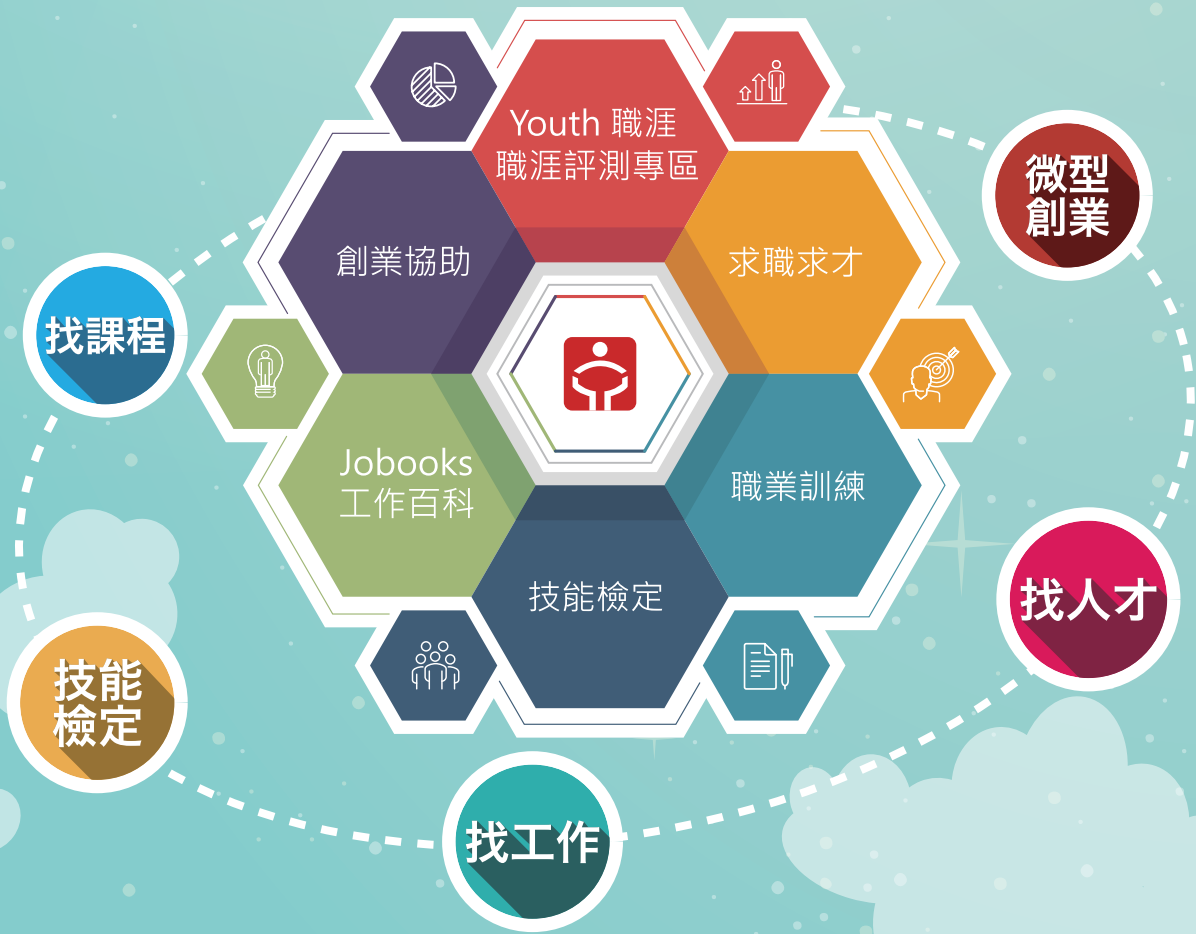 Youth 職涯
職涯評測專區
微型
創業
創業協助
求職求才
找課程
Jobooks
工作百科
職業訓練
技能檢定
找人才
技能
檢定
找工作